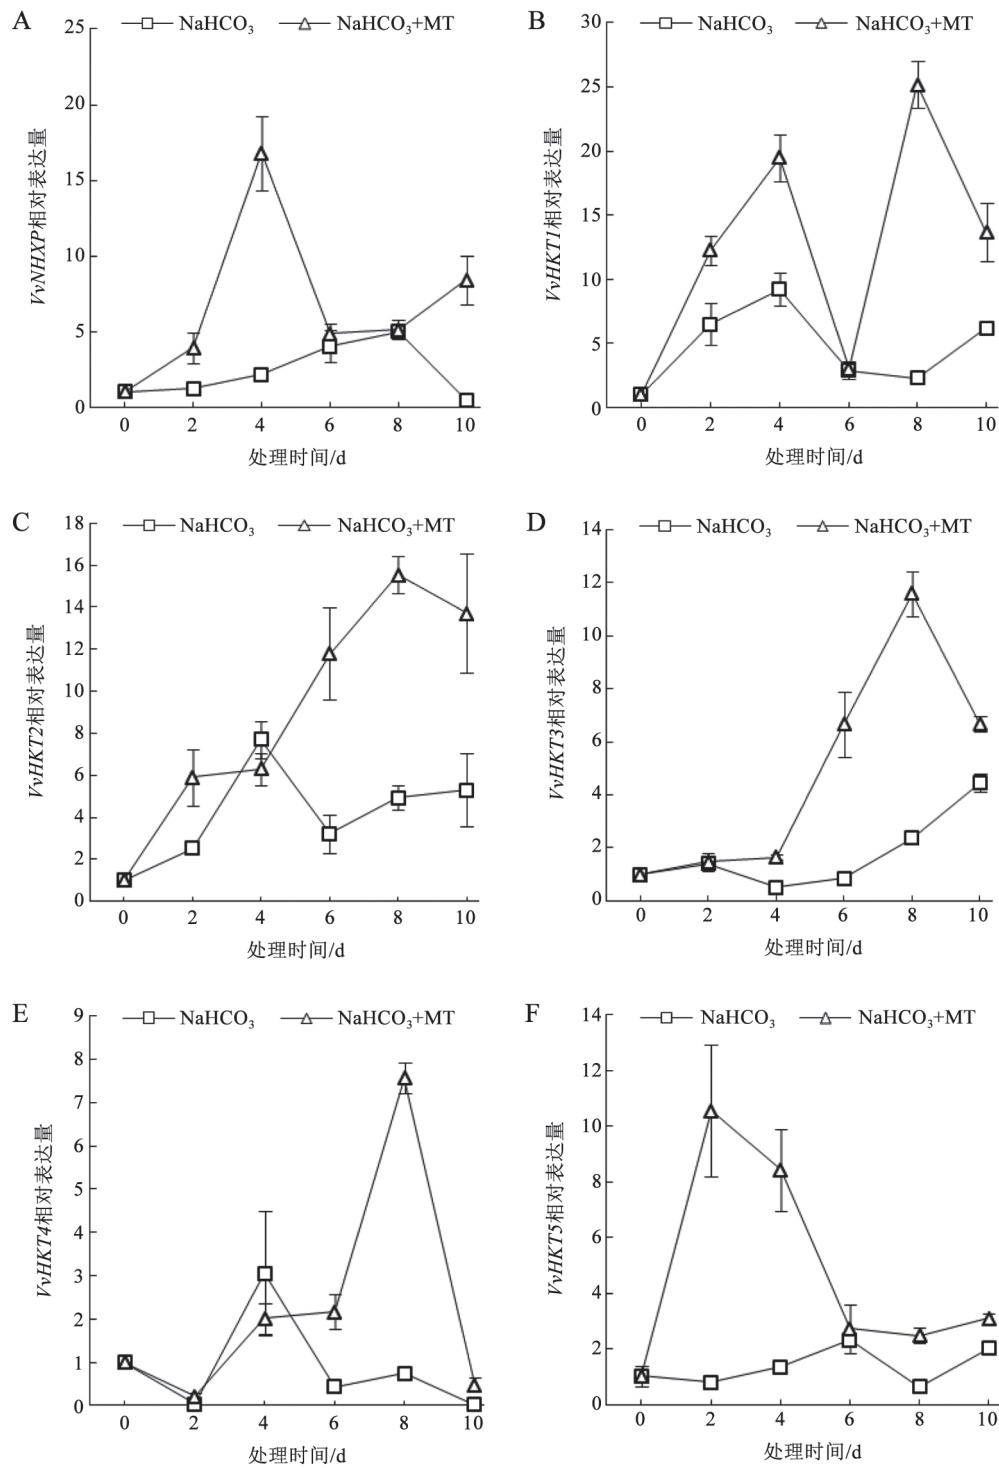 A
NaHCO₃
NaHCO₃+MT
25
20
15
10
5
0
VvNHXP相对表达量
0 2 4 6 8 10
处理时间/d
B
NaHCO₃
NaHCO₃+MT
30
25
20
15
10
5
0
VvHKT1相对表达量
0 2 4 6 8 10
处理时间/d
C
NaHCO₃
NaHCO₃+MT
18
16
14
12
10
8
6
4
2
0
VvHKT2相对表达量
0 2 4 6 8 10
处理时间/d
D
NaHCO₃
NaHCO₃+MT
14
12
10
8
6
4
2
0
VvHKT3相对表达量
0 2 4 6 8 10
处理时间/d
E
NaHCO₃
NaHCO₃+MT
9
8
7
6
5
4
3
2
1
0
VvHKT4相对表达量
0 2 4 6 8 10
处理时间/d
F
NaHCO₃
NaHCO₃+MT
14
12
10
8
6
4
2
0
VvHKT5相对表达量
0 2 4 6 8 10
处理时间/d